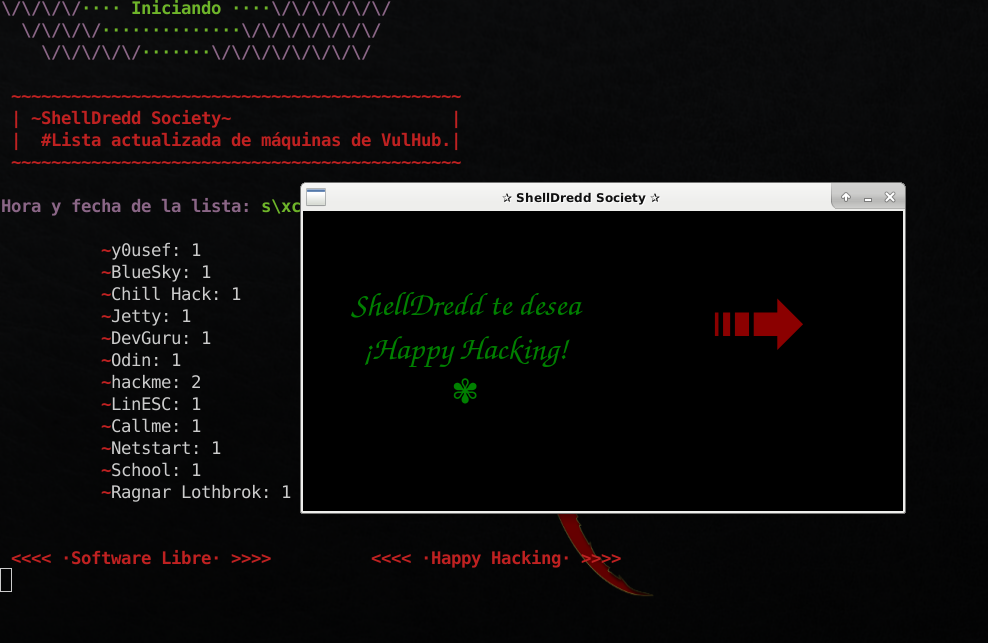 \/\/\/\/···· Iniciando ····\/\/\/\/\/\/
\/\/\/\/··············\/\/\/\/\/\/\/
\/\/\/\/\/·······\/\/\/\/\/\/\/\/
~~~~~~~~~~~~~~~~~~~~~~~~~~~~~~~~~~~~~~~~~~~~~
| ~ShellDredd Society~ |
| #Lista actualizada de máquinas de VulHub.|
~~~~~~~~~~~~~~~~~~~~~~~~~~~~~~~~~~~~~~~~~~~~~
Hora y fecha de la lista: s\xc
~y0usef: 1
~BlueSky: 1
~Chill Hack: 1
~Jetty: 1
~DevGuru: 1
~Odin: 1
~hackme: 2
~LinESC: 1
~Callme: 1
~Netstart: 1
~School: 1
~Ragnar Lothbrok: 1
<<<< ·Software Libre· >>>> <<<< ·Happy Hacking· >>>>
✰ ShellDredd Society ✰
ShellDredd te desea
¡Happy Hacking!
✾